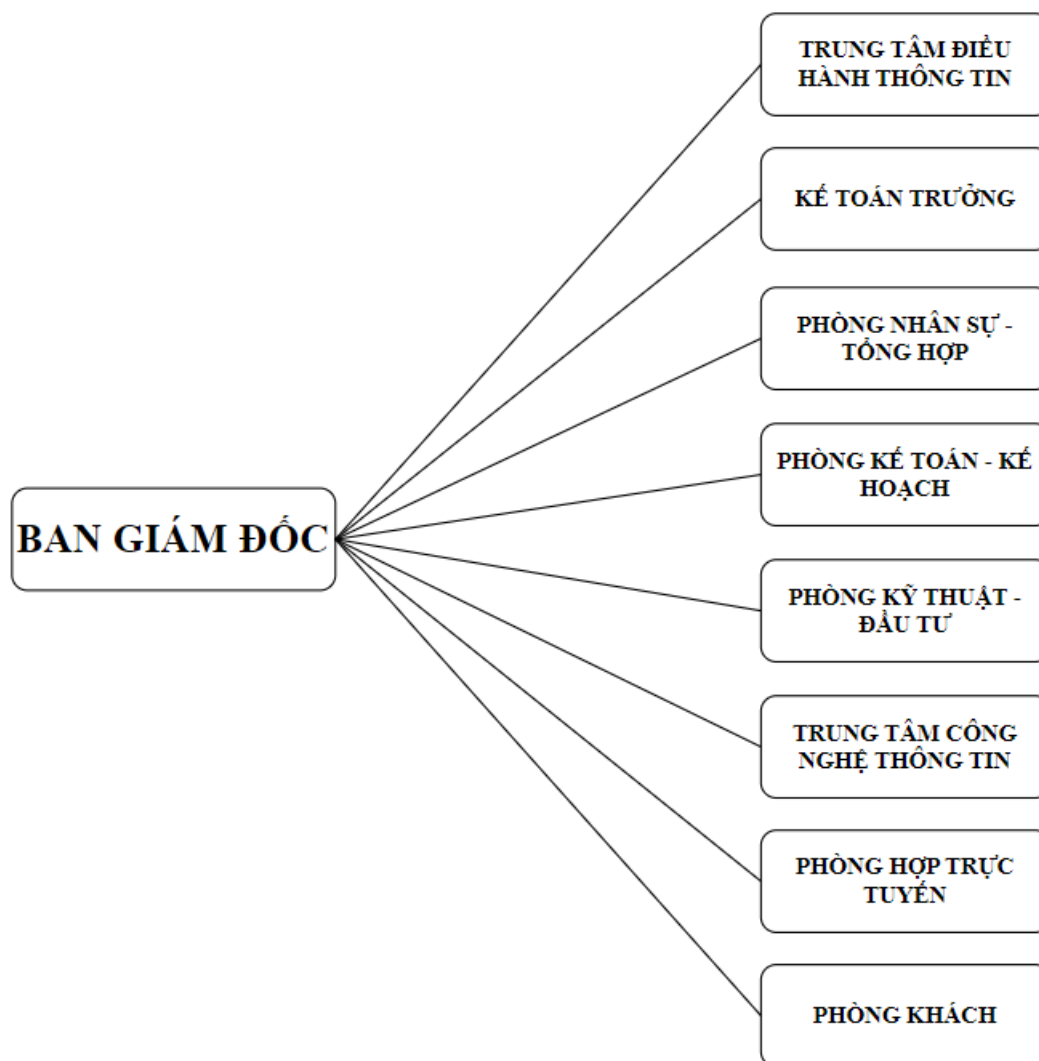 TRUNG TÂM ĐIỀU
HÀNH THÔNG TIN
KẾ TOÁN TRƯỞNG
PHÒNG NHÂN SỰ -
TỔNG HỢP
PHÒNG KẾ TOÁN - KẾ
HOẠCH
BAN GIÁM ĐỐC
PHÒNG KỸ THUẬT -
ĐẦU TƯ
TRUNG TÂM CÔNG
NGHỆ THÔNG TIN
PHÒNG HỢP TRỰC
TUYẾN
PHÒNG KHÁCH